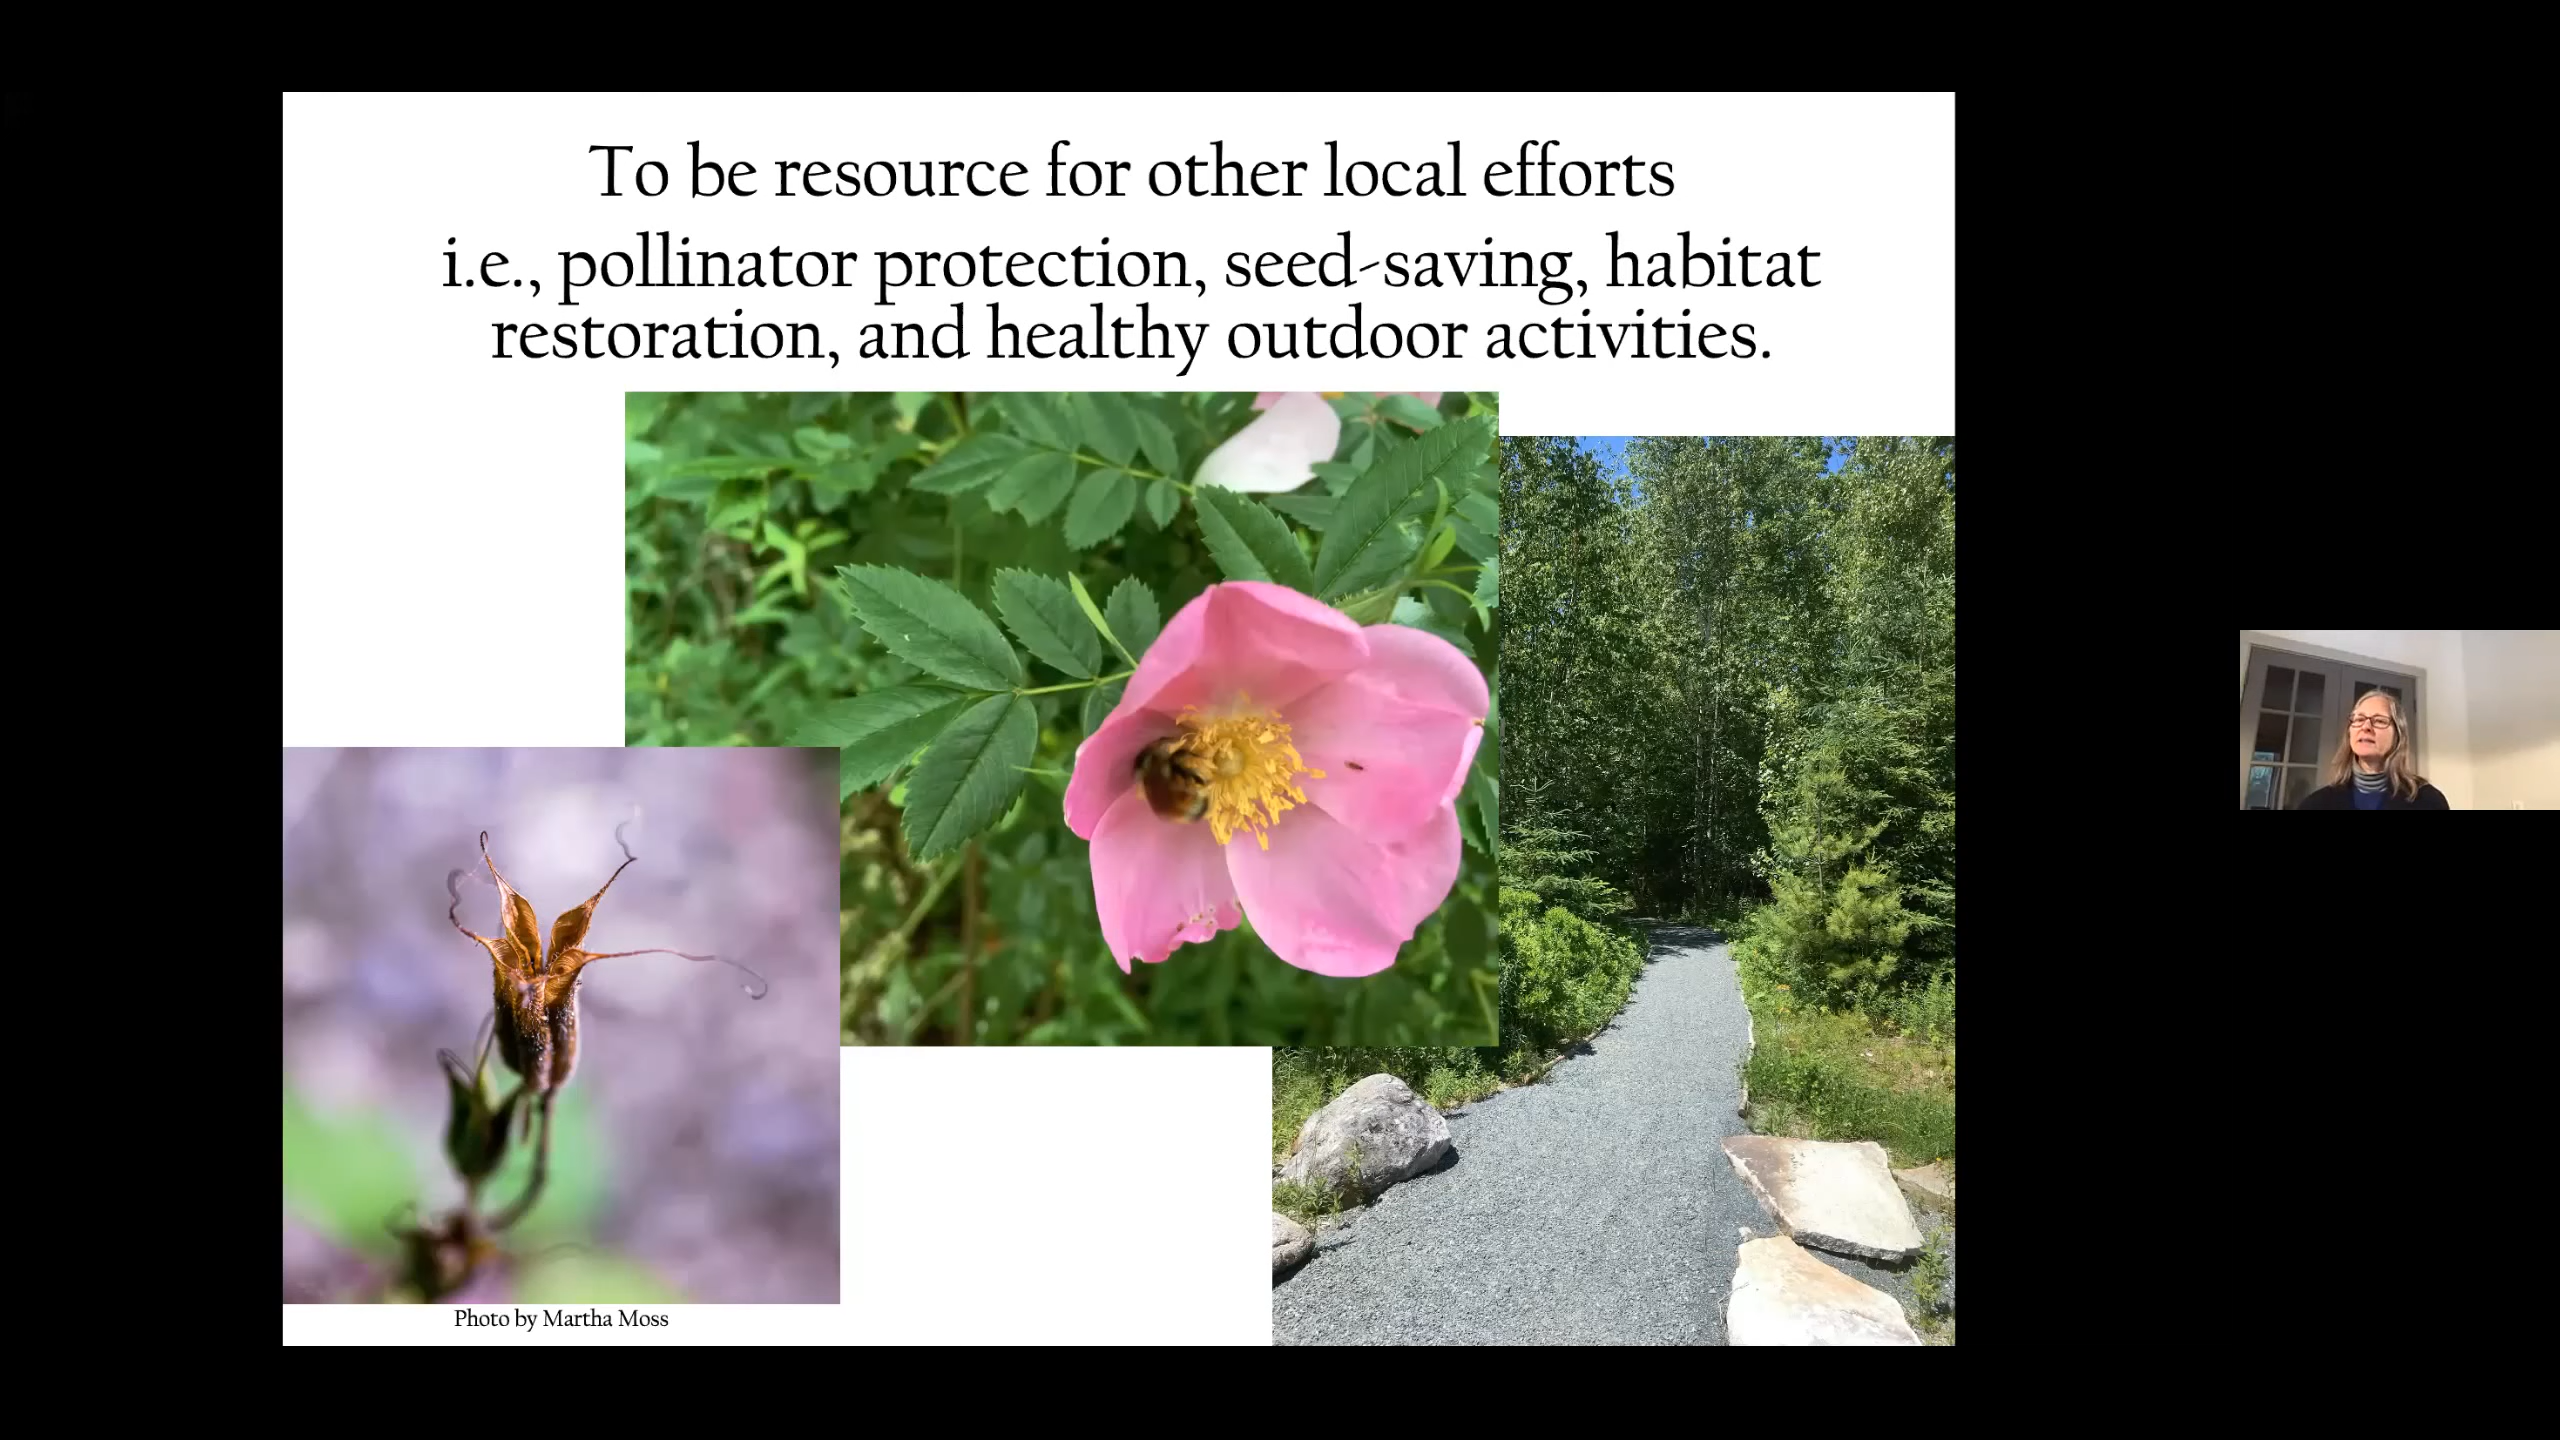 To be resource for other local efforts
i.e., pollinator protection, seed-saving, habitat
restoration, and healthy outdoor activities.
Photo by Martha Moss